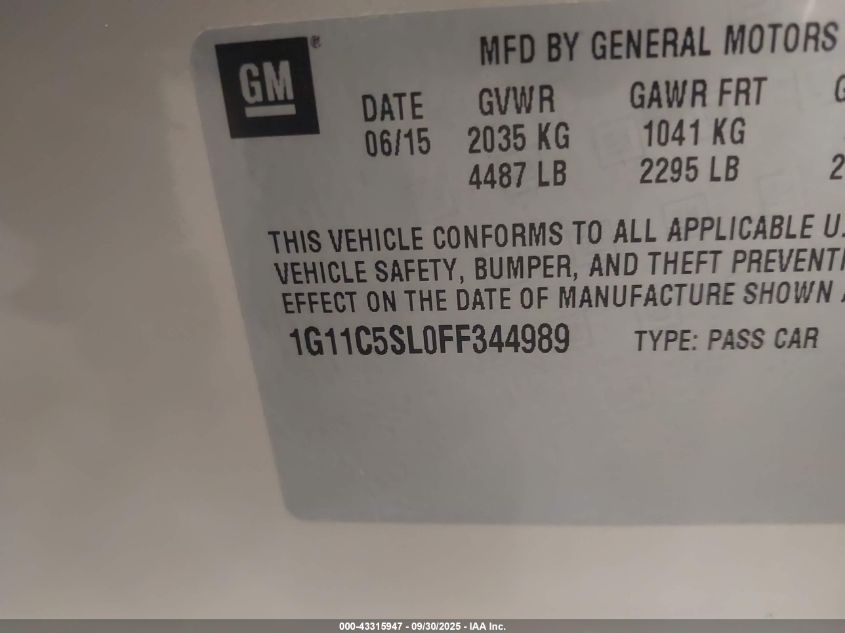 GM®
MFD BY GENERAL MOTORS
DATE GVWR GAWR FRT G
06/15 2035 KG 1041 KG
4487 LB 2295 LB 2
THIS VEHICLE CONFORMS TO ALL APPLICABLE U.
VEHICLE SAFETY, BUMPER, AND THEFT PREVENTI
EFFECT ON THE DATE OF MANUFACTURE SHOWN A
1G11C5SL0FF344989 TYPE: PASS CAR
000-43315947 - 09/30/2025 - IAA Inc.